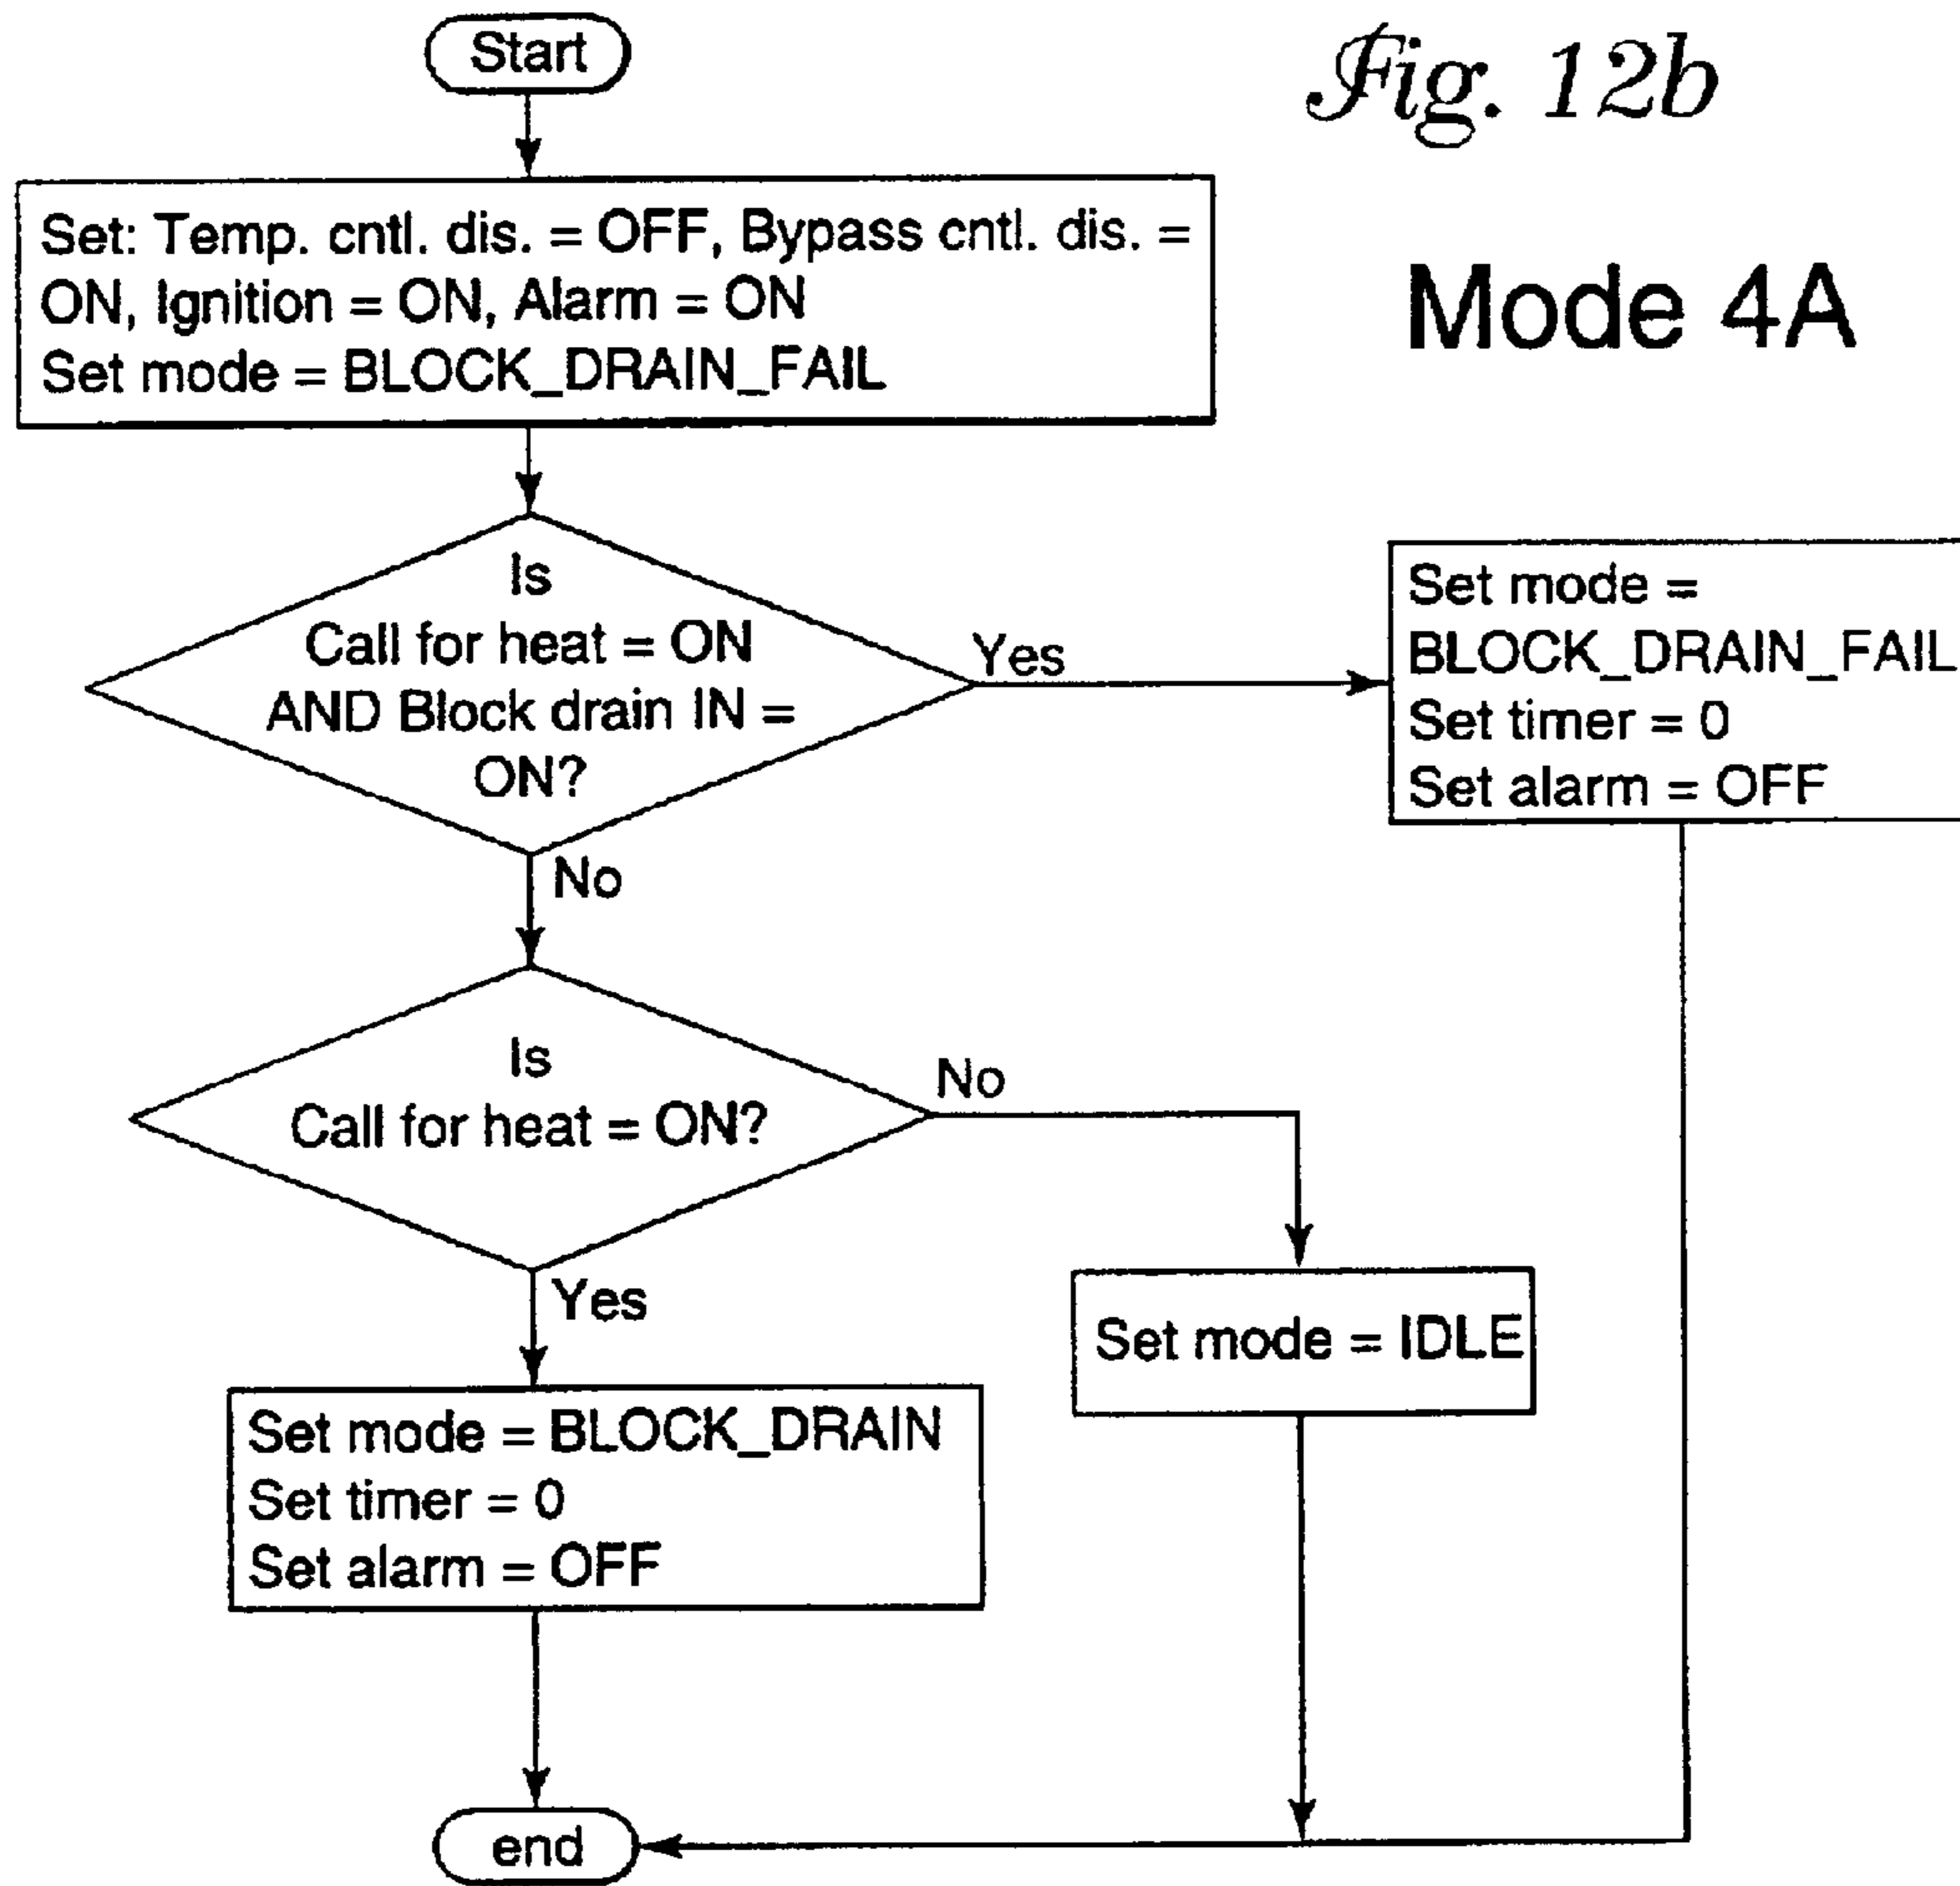 Start
Fig. 12b
Set: Temp. cntl. dis. = OFF, Bypass cntl. dis. =
ON, Ignition = ON, Alarm = ON
Set mode = BLOCK_DRAIN_FAIL
Mode 4A
Is
Call for heat = ON
AND Block drain IN =
ON?
Yes
Set mode =
BLOCK_DRAIN_FAIL
Set timer = 0
Set alarm = OFF
No
Is
Call for heat = ON?
No
Yes
Set mode = IDLE
Set mode = BLOCK_DRAIN
Set timer = 0
Set alarm = OFF
end